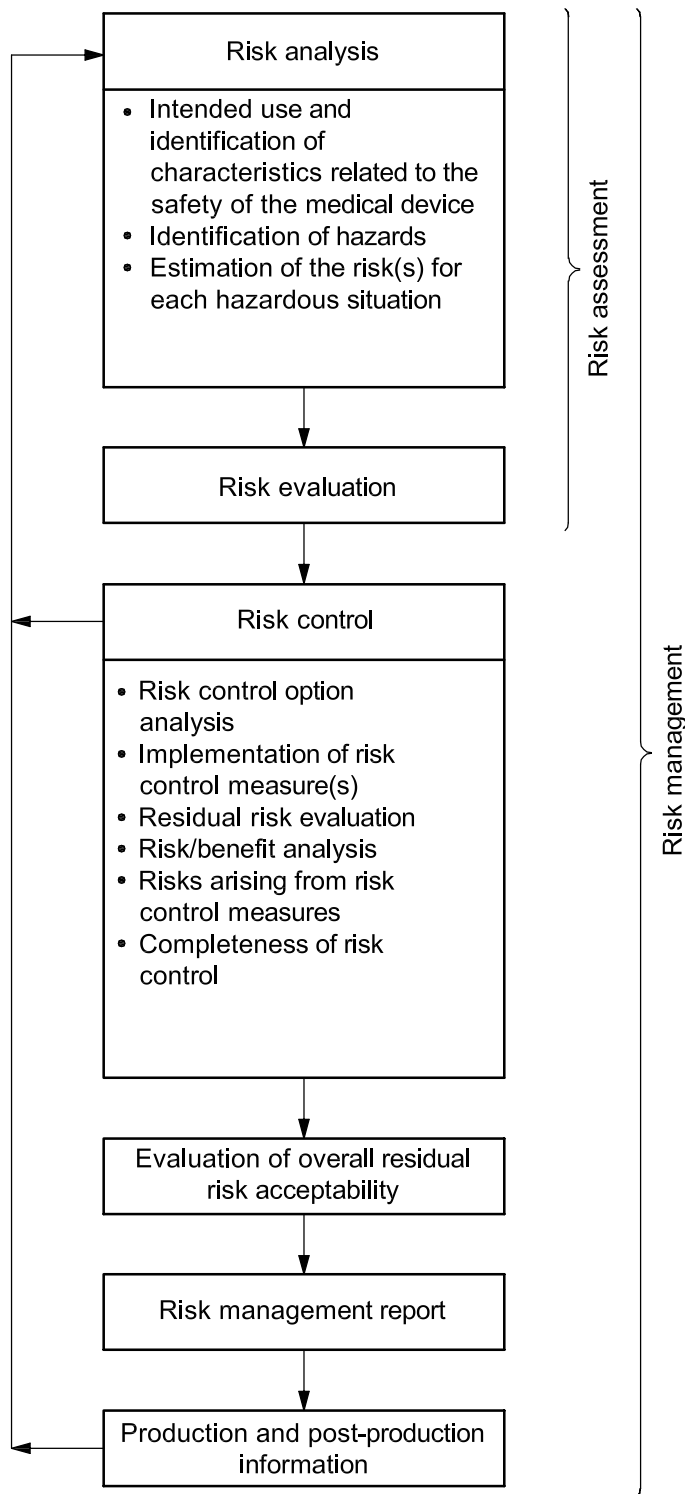 Risk analysis
• Intended use and
identification of
characteristics related to the
safety of the medical device
• Identification of hazards
• Estimation of the risk(s) for
each hazardous situation
Risk evaluation
Risk assessment
Risk control
• Risk control option
analysis
• Implementation of risk
control measure(s)
• Residual risk evaluation
• Risk/benefit analysis
• Risks arising from risk
control measures
• Completeness of risk
control
Evaluation of overall residual
risk acceptability
Risk management report
Production and post-production
information
Risk management